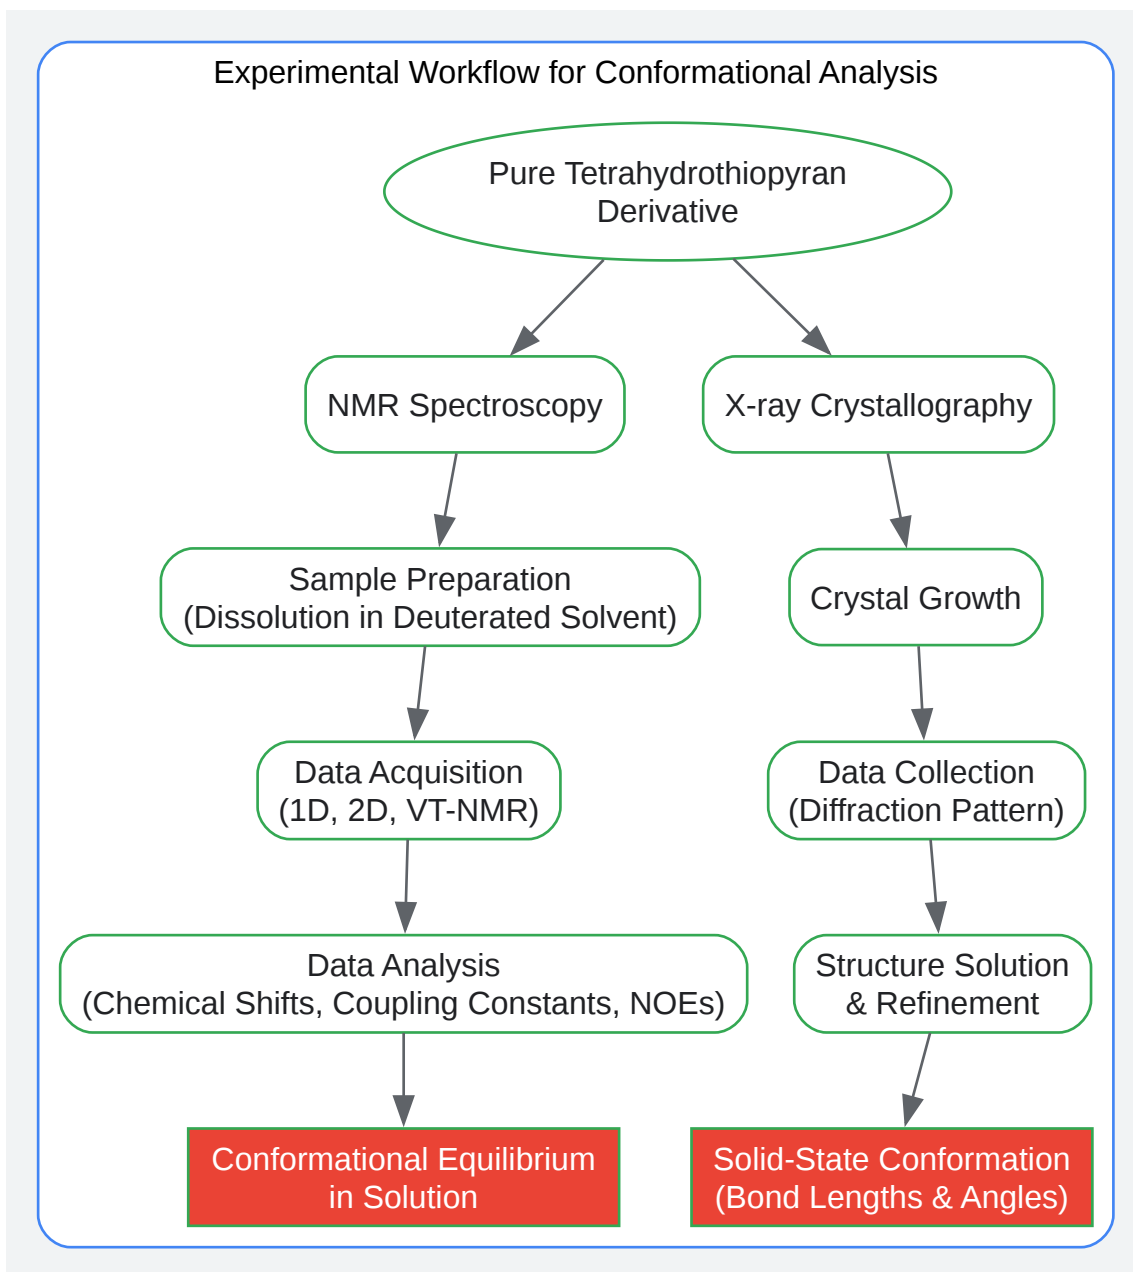 Experimental Workflow for Conformational Analysis
Pure Tetrahydrothiopyran
Derivative
NMR Spectroscopy
X-ray Crystallography
Sample Preparation
(Dissolution in Deuterated Solvent)
Crystal Growth
Data Acquisition
(1D, 2D, VT-NMR)
Data Collection
(Diffraction Pattern)
Data Analysis
(Chemical Shifts, Coupling Constants, NOEs)
Structure Solution
& Refinement
Conformational Equilibrium
in Solution
Solid-State Conformation
(Bond Lengths & Angles)